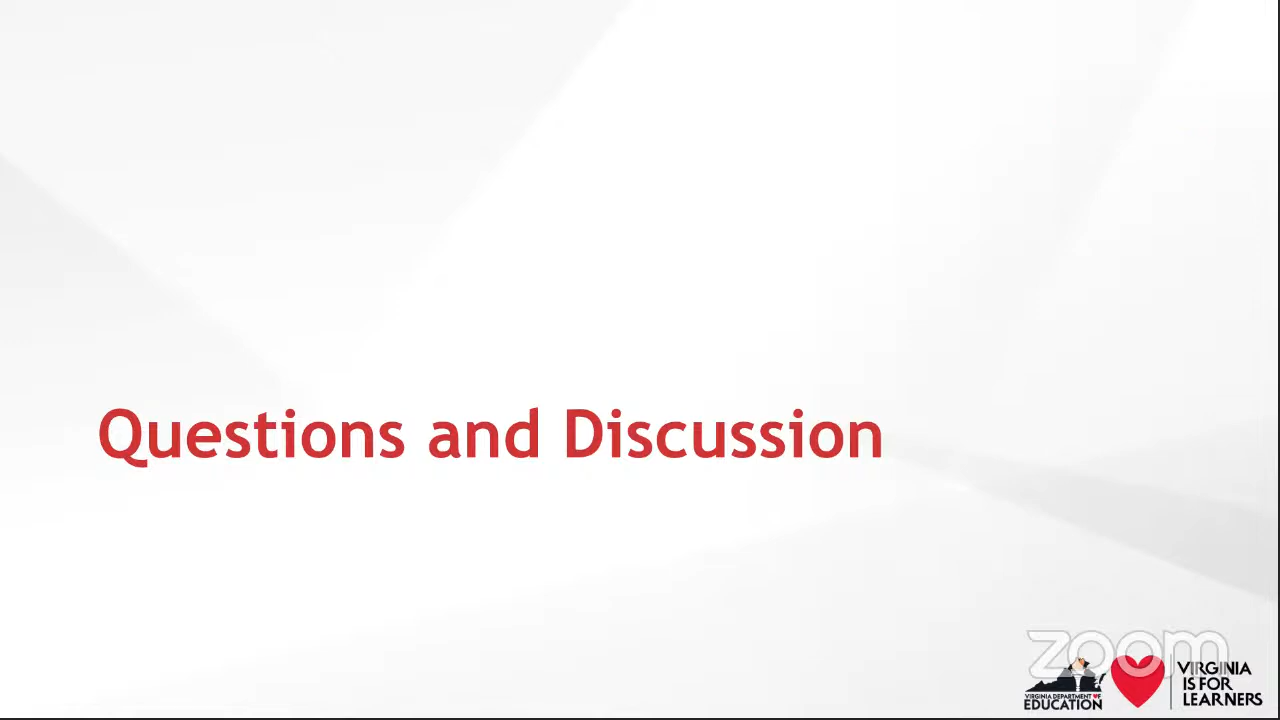 Questions and Discussion
zoom
VIRGINIA DEPARTMENT OF
EDUCATION
VIRGINIA
IS FOR
LEARNERS